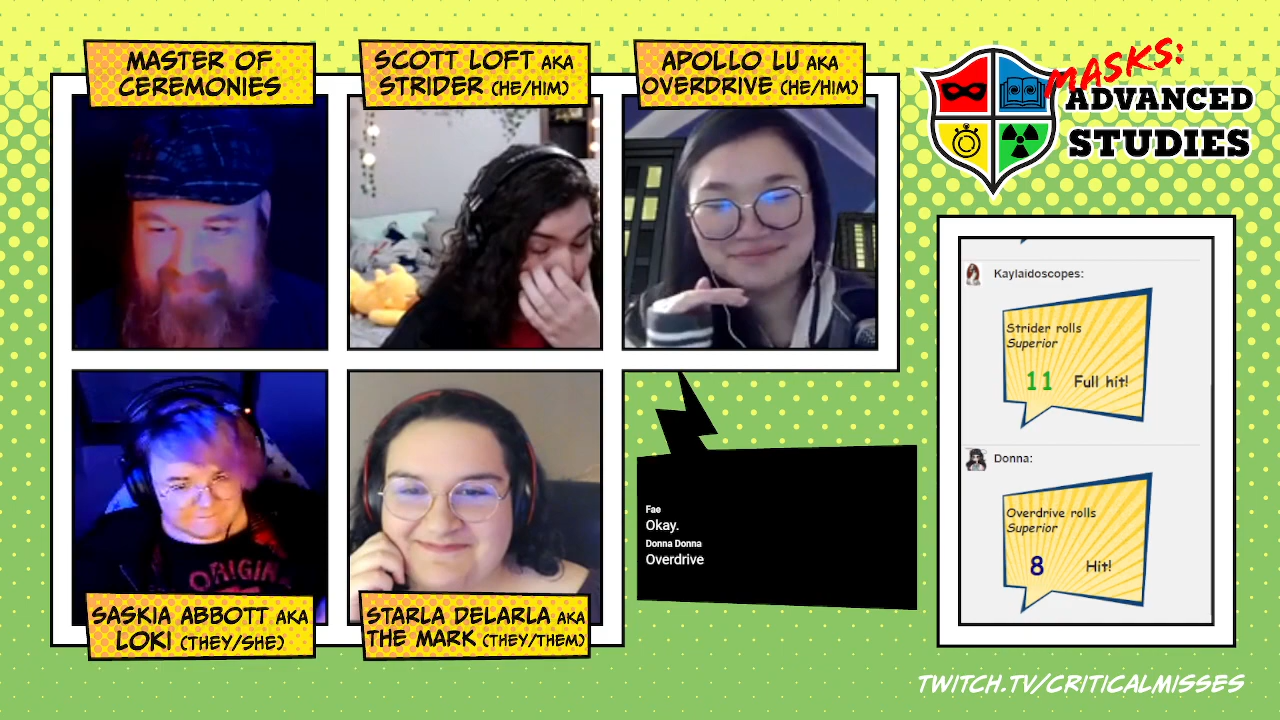 MASTER OF
CEREMONIES
SCOTT LOFT AKA
STRIDER (HE/HIM)
APOLLO LU AKA
OVERDRIVE (HE/HIM)
MASKS:
ADVANCED
STUDIES
Kaylaidoscopes:
Strider rolls
Superior
11 Full hit!
Donna:
Overdrive rolls
Superior
8 Hit!
ORIGIN
Fae
Okay.
Donna Donna
Overdrive
SASKIA ABBOTT AKA
LOKI (THEY/SHE)
STARLA DELARLA AKA
THE MARK (THEY/THEM)
TWITCH.TV/CRITICALMISSES